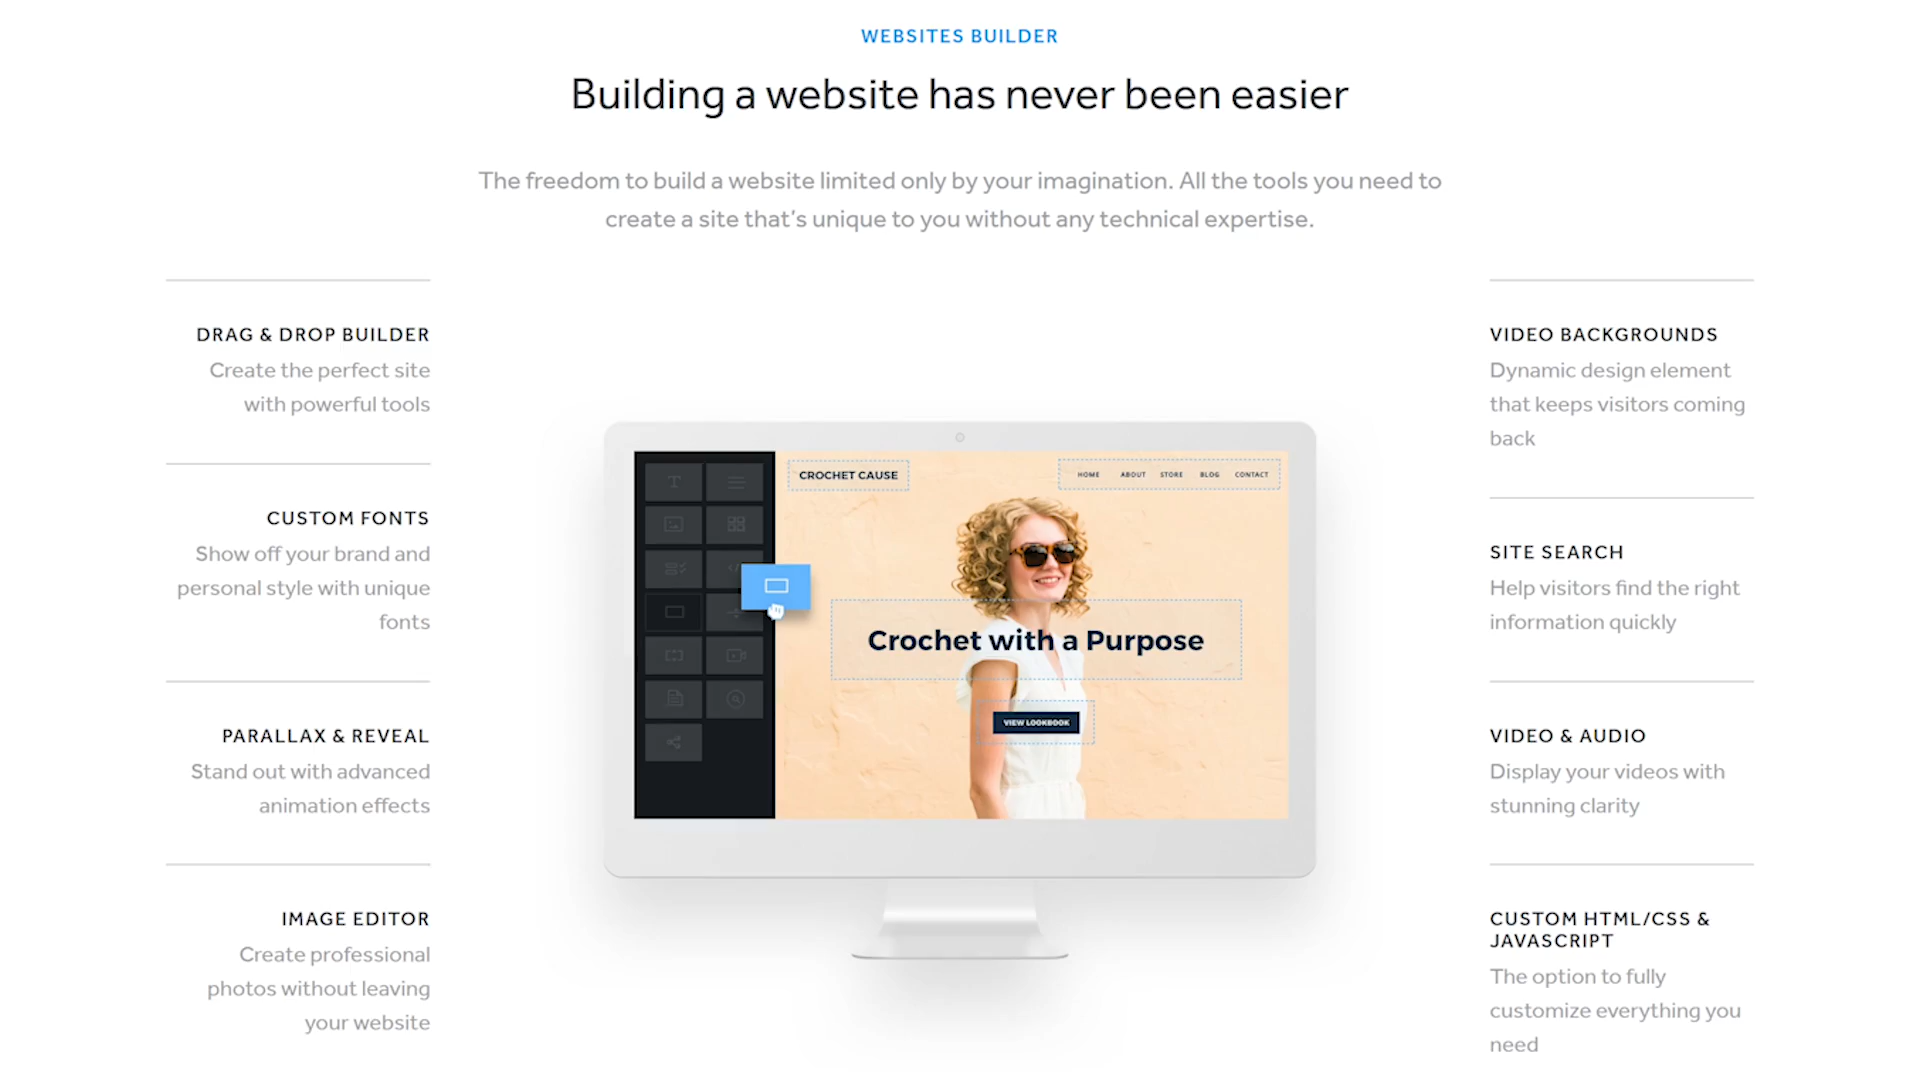 WEBSITES BUILDER
Building a website has never been easier
The freedom to build a website limited only by your imagination. All the tools you need to
create a site that's unique to you without any technical expertise.
DRAG & DROP BUILDER
Create the perfect site
with powerful tools
CUSTOM FONTS
Show off your brand and
personal style with unique
fonts
PARALLAX & REVEAL
Stand out with advanced
animation effects
IMAGE EDITOR
Create professional
photos without leaving
your website
CROCHET CAUSE
HOME ABOUT STORE BLOG CONTACT
Crochet with a Purpose
VIEW LOOKBOOK
VIDEO BACKGROUNDS
Dynamic design element
that keeps visitors coming
back
SITE SEARCH
Help visitors find the right
information quickly
VIDEO & AUDIO
Display your videos with
stunning clarity
CUSTOM HTML/CSS &
JAVASCRIPT
The option to fully
customize everything you
need